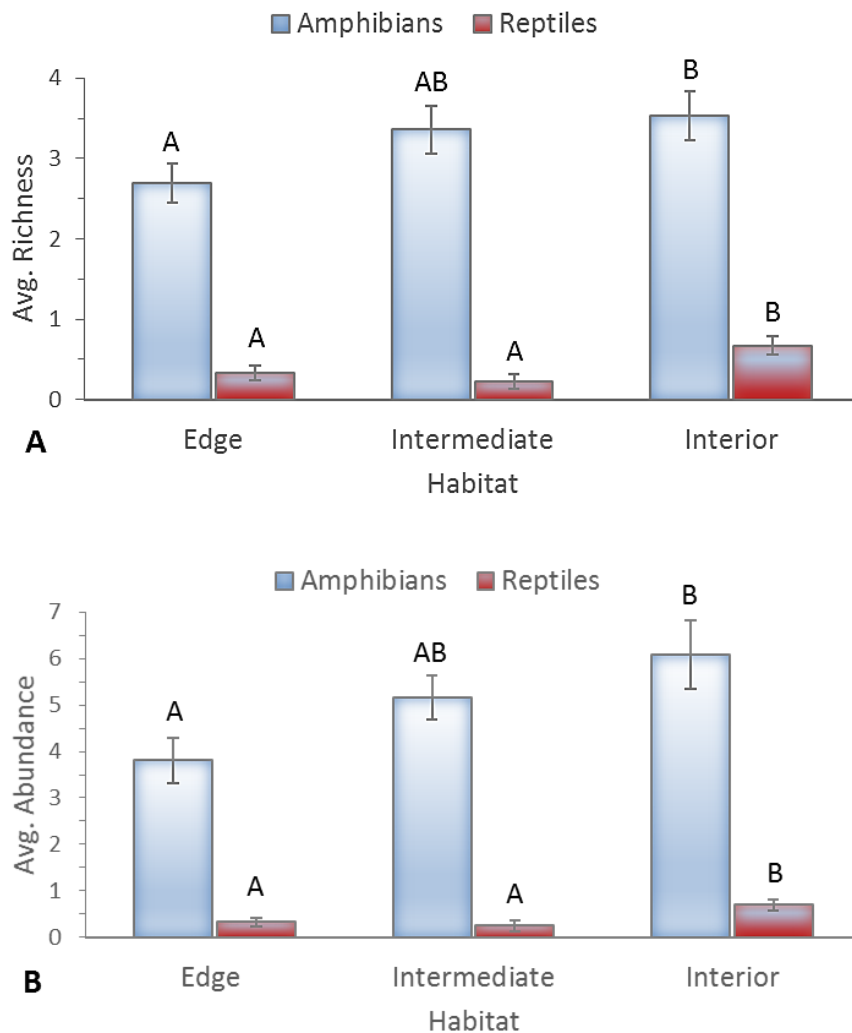 Amphibians Reptiles
4
3
2
1
0
Avg. Richness
A
A
AB
A
B
B
Edge Intermediate Interior
Habitat
A
Amphibians Reptiles
7
6
5
4
3
2
1
0
Avg. Abundance
A
A
AB
A
B
B
Edge Intermediate Interior
Habitat
B